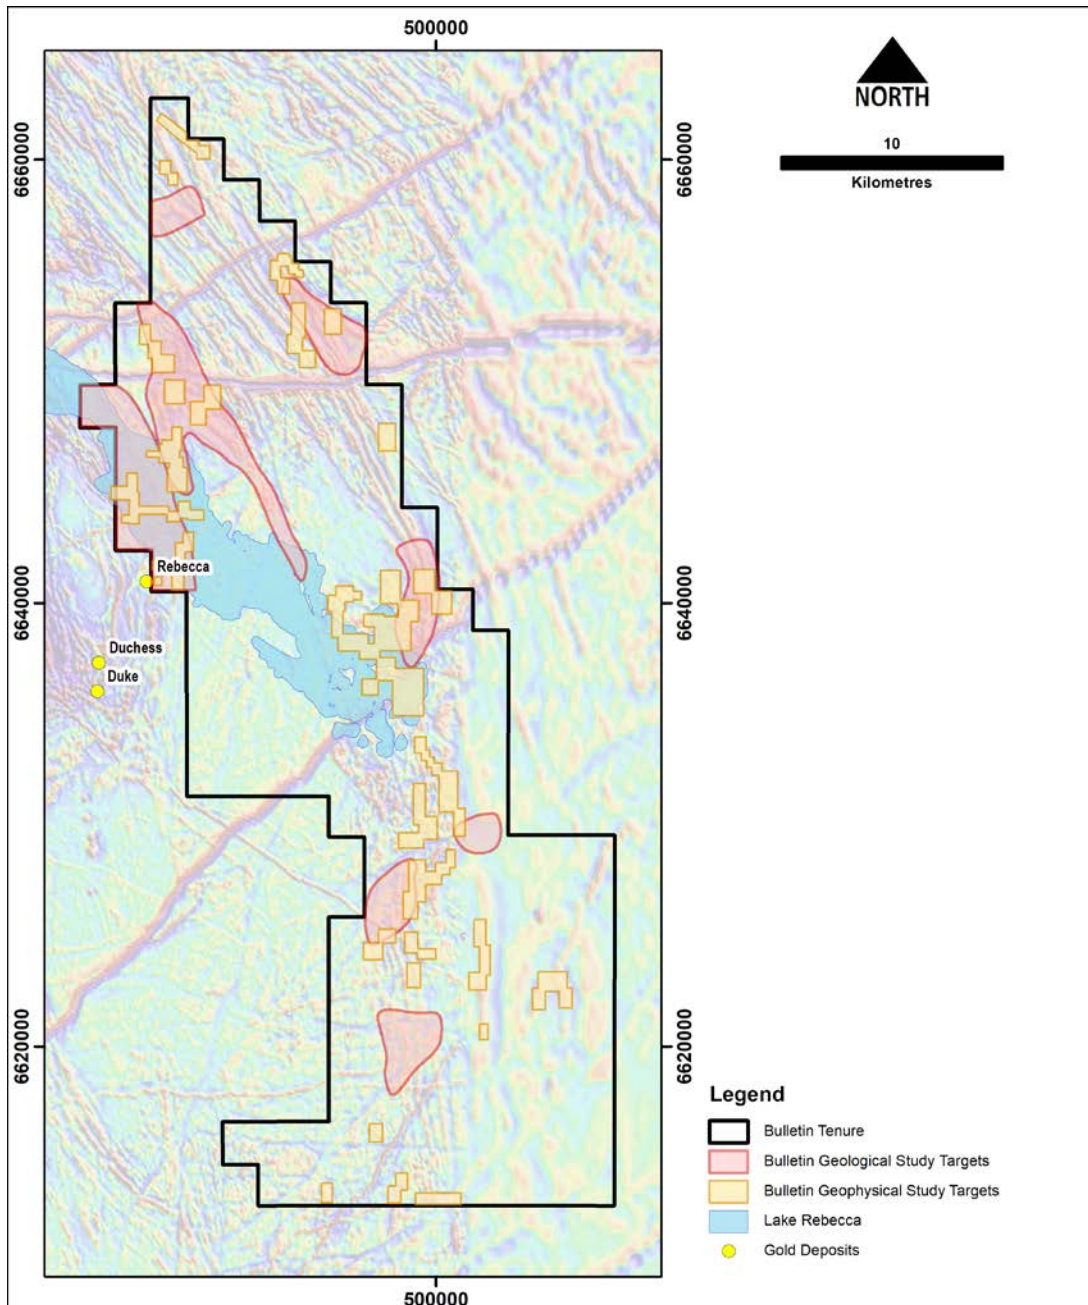 500000
NORTH
10
Kilometres
6660000
6660000
6640000
6640000
Rebecca
Duchess
Duke
6620000
6620000
Legend
Bulletin Tenure
Bulletin Geological Study Targets
Bulletin Geophysical Study Targets
Lake Rebecca
Gold Deposits
500000